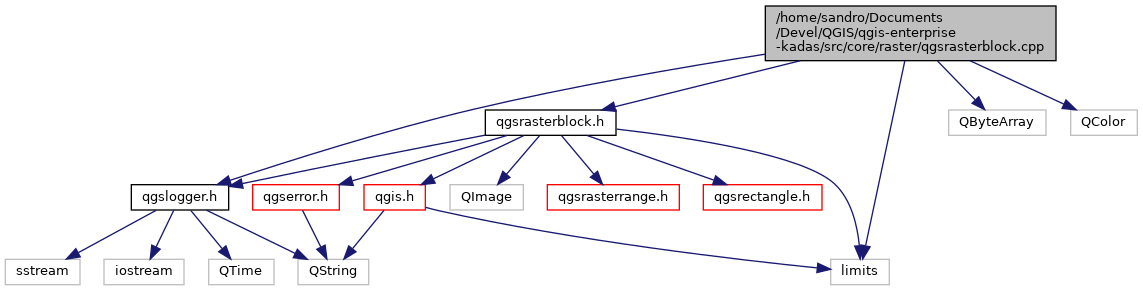 /home/sandro/Documents
/Devel/QGIS/qgis-enterprise
-kadas/src/core/raster/qgsrasterblock.cpp
qgsrasterblock.h
QByteArray
QColor
qgslogger.h
qgserror.h
qgis.h
QImage
qgsrasterrange.h
qgsrectangle.h
sstream
iostream
QTime
QString
limits